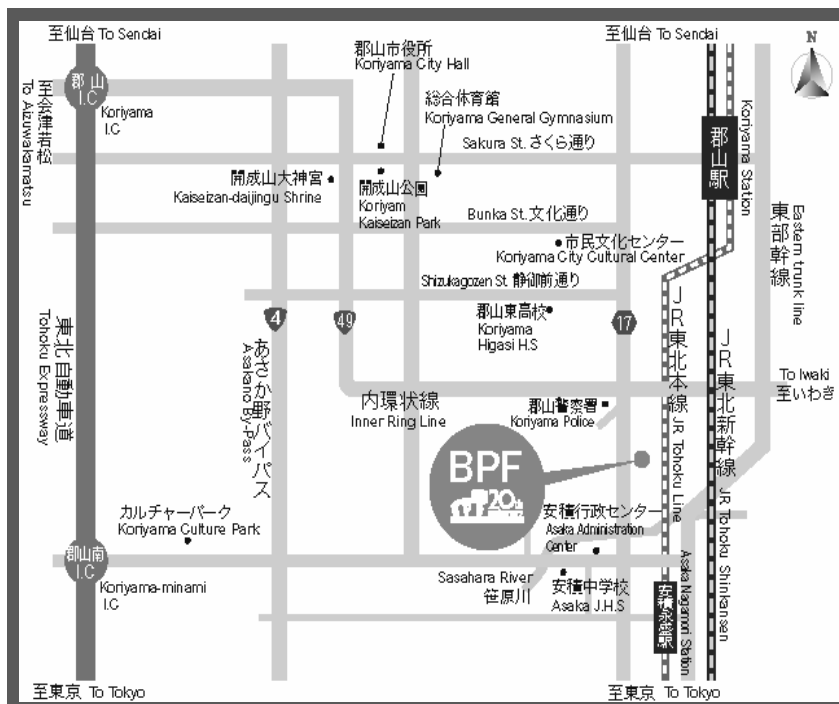 至仙台 To Sendai
至仙台 To Sendai
N
郡山市役所
Koriyama City Hall
郡山
I.C
Koriyama
I.C
至会津若松
To Aizuwakamatsu
総合体育館
Koriyama General Gymnasium
Sakura St. さくら通り
郡山駅
Koriyama Station
開成山大神宮
Kaiseizan-daijingu Shrine
開成山公園
Koriyam
Kaiseizan Park
Bunka St. 文化通り
市民文化センター
Koriyama City Cultural Center
東部幹線
Eastern trunk line
Shizukagozen St 静御前通り
4
49
17
郡山東高校
Koriyama
Higasi H.S
東北自動車道
Tohoku Expressway
あさか野バイパス
Asakano By-Pass
JR東北本線
JR Tohoku Line
JR東北新幹線
JR Tohoku Shinkansen
To Iwaki
至いわき
内環状線
Inner Ring Line
郡山警察署
Koriyama Police
BPF
20th
カルチャーパーク
Koriyama Culture Park
安積行政センター
Asaka Administration
Center
郡山南
I.C
Koriyama-minami
I.C
Sasahara River
笹原川
安積中学校
Asaka J.H.S
安積永盛駅
Asaka Nagamori Station
至東京 To Tokyo
至東京 To Tokyo